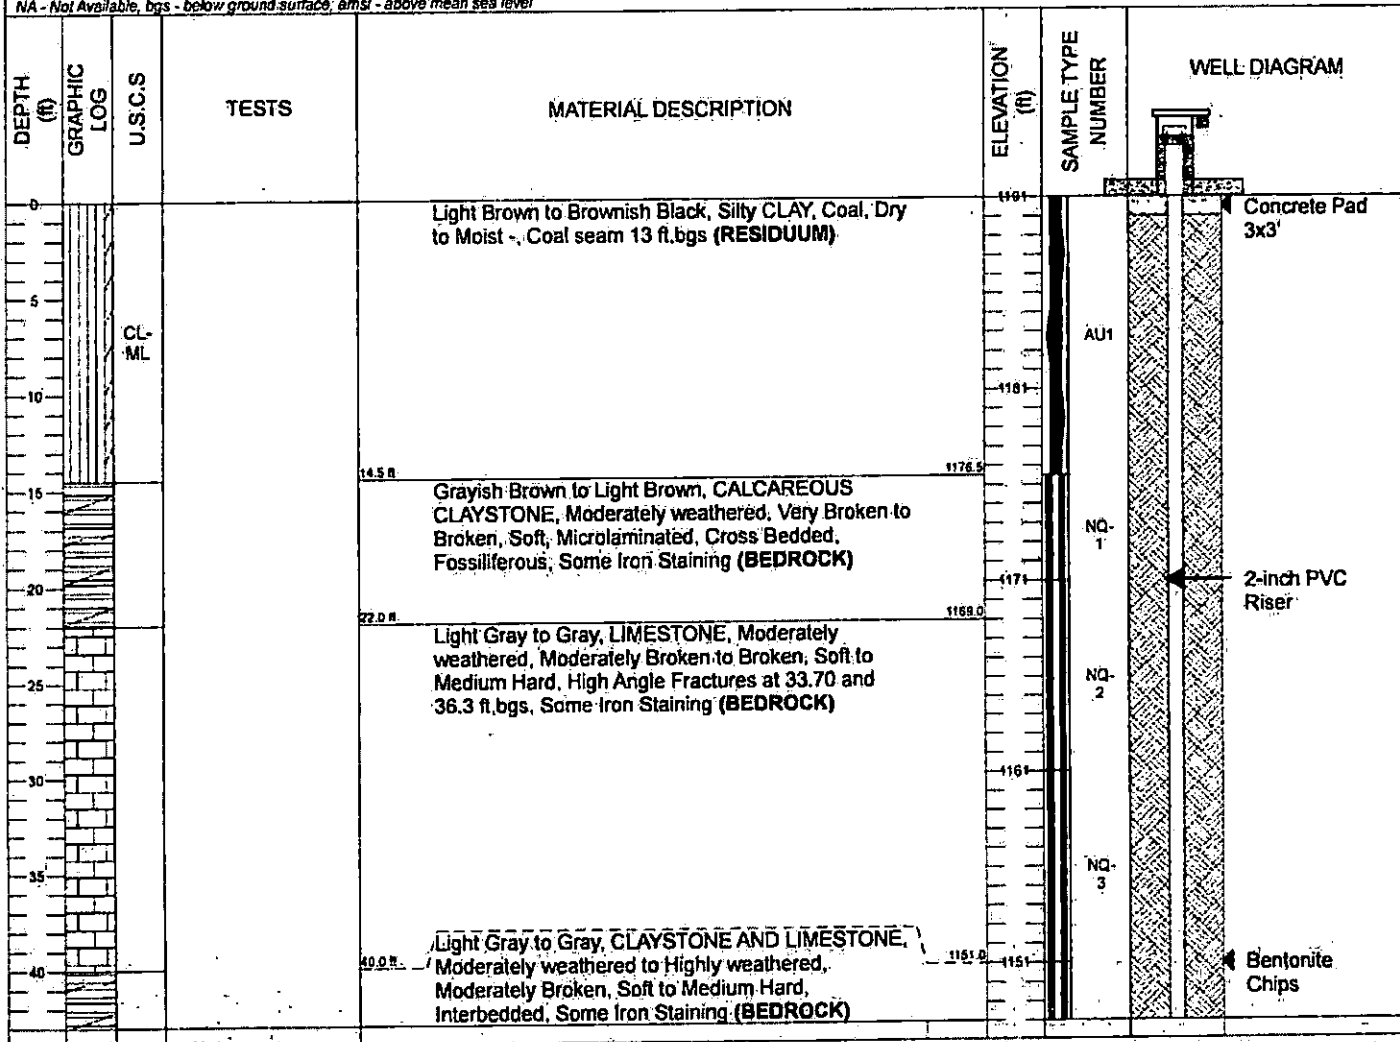 NA - Not Available, bgs - below ground surface, amsl - above mean sea level
DEPTH (ft)
GRAPHIC LOG
U.S.C.S
TESTS
MATERIAL DESCRIPTION
ELEVATION (ft)
SAMPLE TYPE NUMBER
WELL DIAGRAM
0
Light Brown to Brownish Black, Silty CLAY, Coal, Dry
to Moist -, Coal seam 13 ft.bgs (RESIDUUM)
1191
Concrete Pad
3x3'
5
CL-
ML
AU1
10
1181
14.5 ft
1176.5
15
Grayish Brown to Light Brown, CALCAREOUS
CLAYSTONE, Moderately weathered, Very Broken to
Broken, Soft, Microlaminated, Cross Bedded,
Fossiliferous, Some Iron Staining (BEDROCK)
NQ-
1
20
1171
2-inch PVC
Riser
22.0 ft
1169.0
Light Gray to Gray, LIMESTONE, Moderately
weathered, Moderately Broken to Broken, Soft to
Medium Hard, High Angle Fractures at 33.70 and
36.3 ft.bgs, Some Iron Staining (BEDROCK)
25
NQ-
2
30
1161
35
NQ-
3
40
40.0 ft
Light Gray to Gray, CLAYSTONE AND LIMESTONE,
Moderately weathered to Highly weathered,
Moderately Broken, Soft to Medium Hard,
Interbedded, Some Iron Staining (BEDROCK)
1151.0
1151
Bentonite
Chips